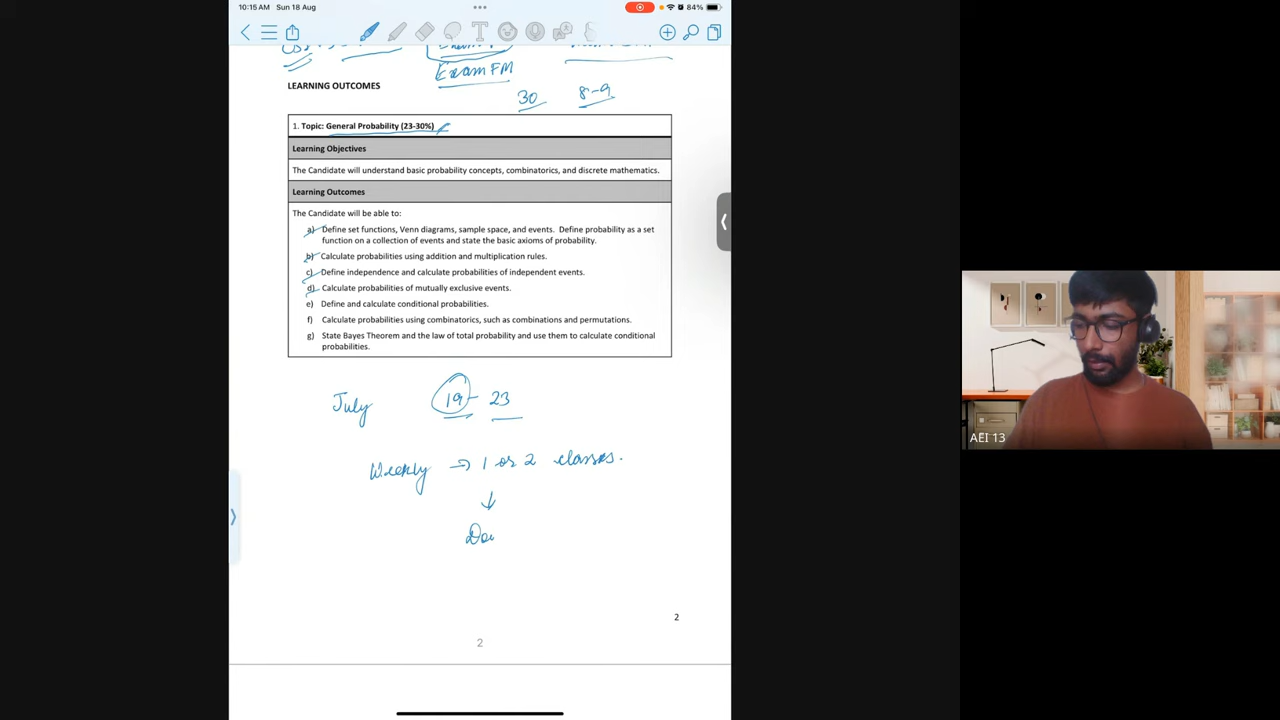 10:15 AM Sun 18 Aug
84%
Exam FM
LEARNING OUTCOMES
30 8-9
1. Topic: General Probability (23-30%)
Learning Objectives
The Candidate will understand basic probability concepts, combinatorics, and discrete mathematics.
Learning Outcomes
The Candidate will be able to:
a) Define set functions, Venn diagrams, sample space, and events. Define probability as a set
function on a collection of events and state the basic axioms of probability.
b) Calculate probabilities using addition and multiplication rules.
c) Define independence and calculate probabilities of independent events.
d) Calculate probabilities of mutually exclusive events.
e) Define and calculate conditional probabilities.
f) Calculate probabilities using combinatorics, such as combinations and permutations.
g) State Bayes Theorem and the law of total probability and use them to calculate conditional
probabilities.
July 19 - 23
Weekly → 1 or 2 classes.
↓
Dou
2
2
AEI 13